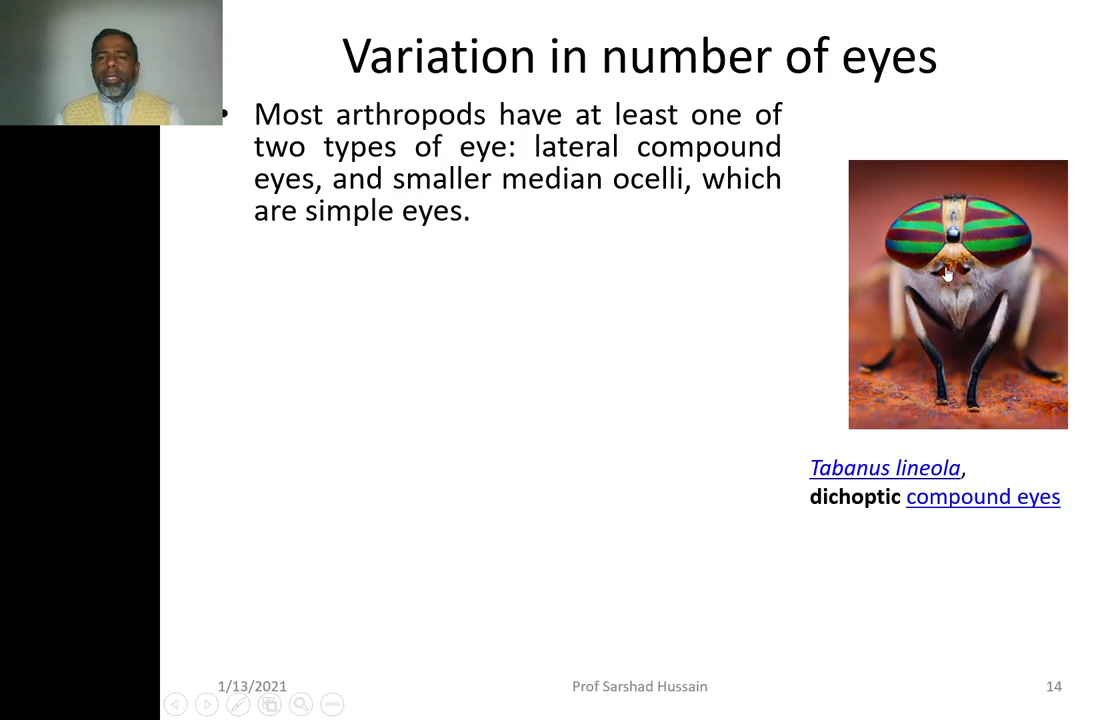 Variation in number of eyes
• Most arthropods have at least one of
two types of eye: lateral compound
eyes, and smaller median ocelli, which
are simple eyes.
Tabanus lineola,
dichoptic compound eyes
1/13/2021
Prof Sarshad Hussain
14